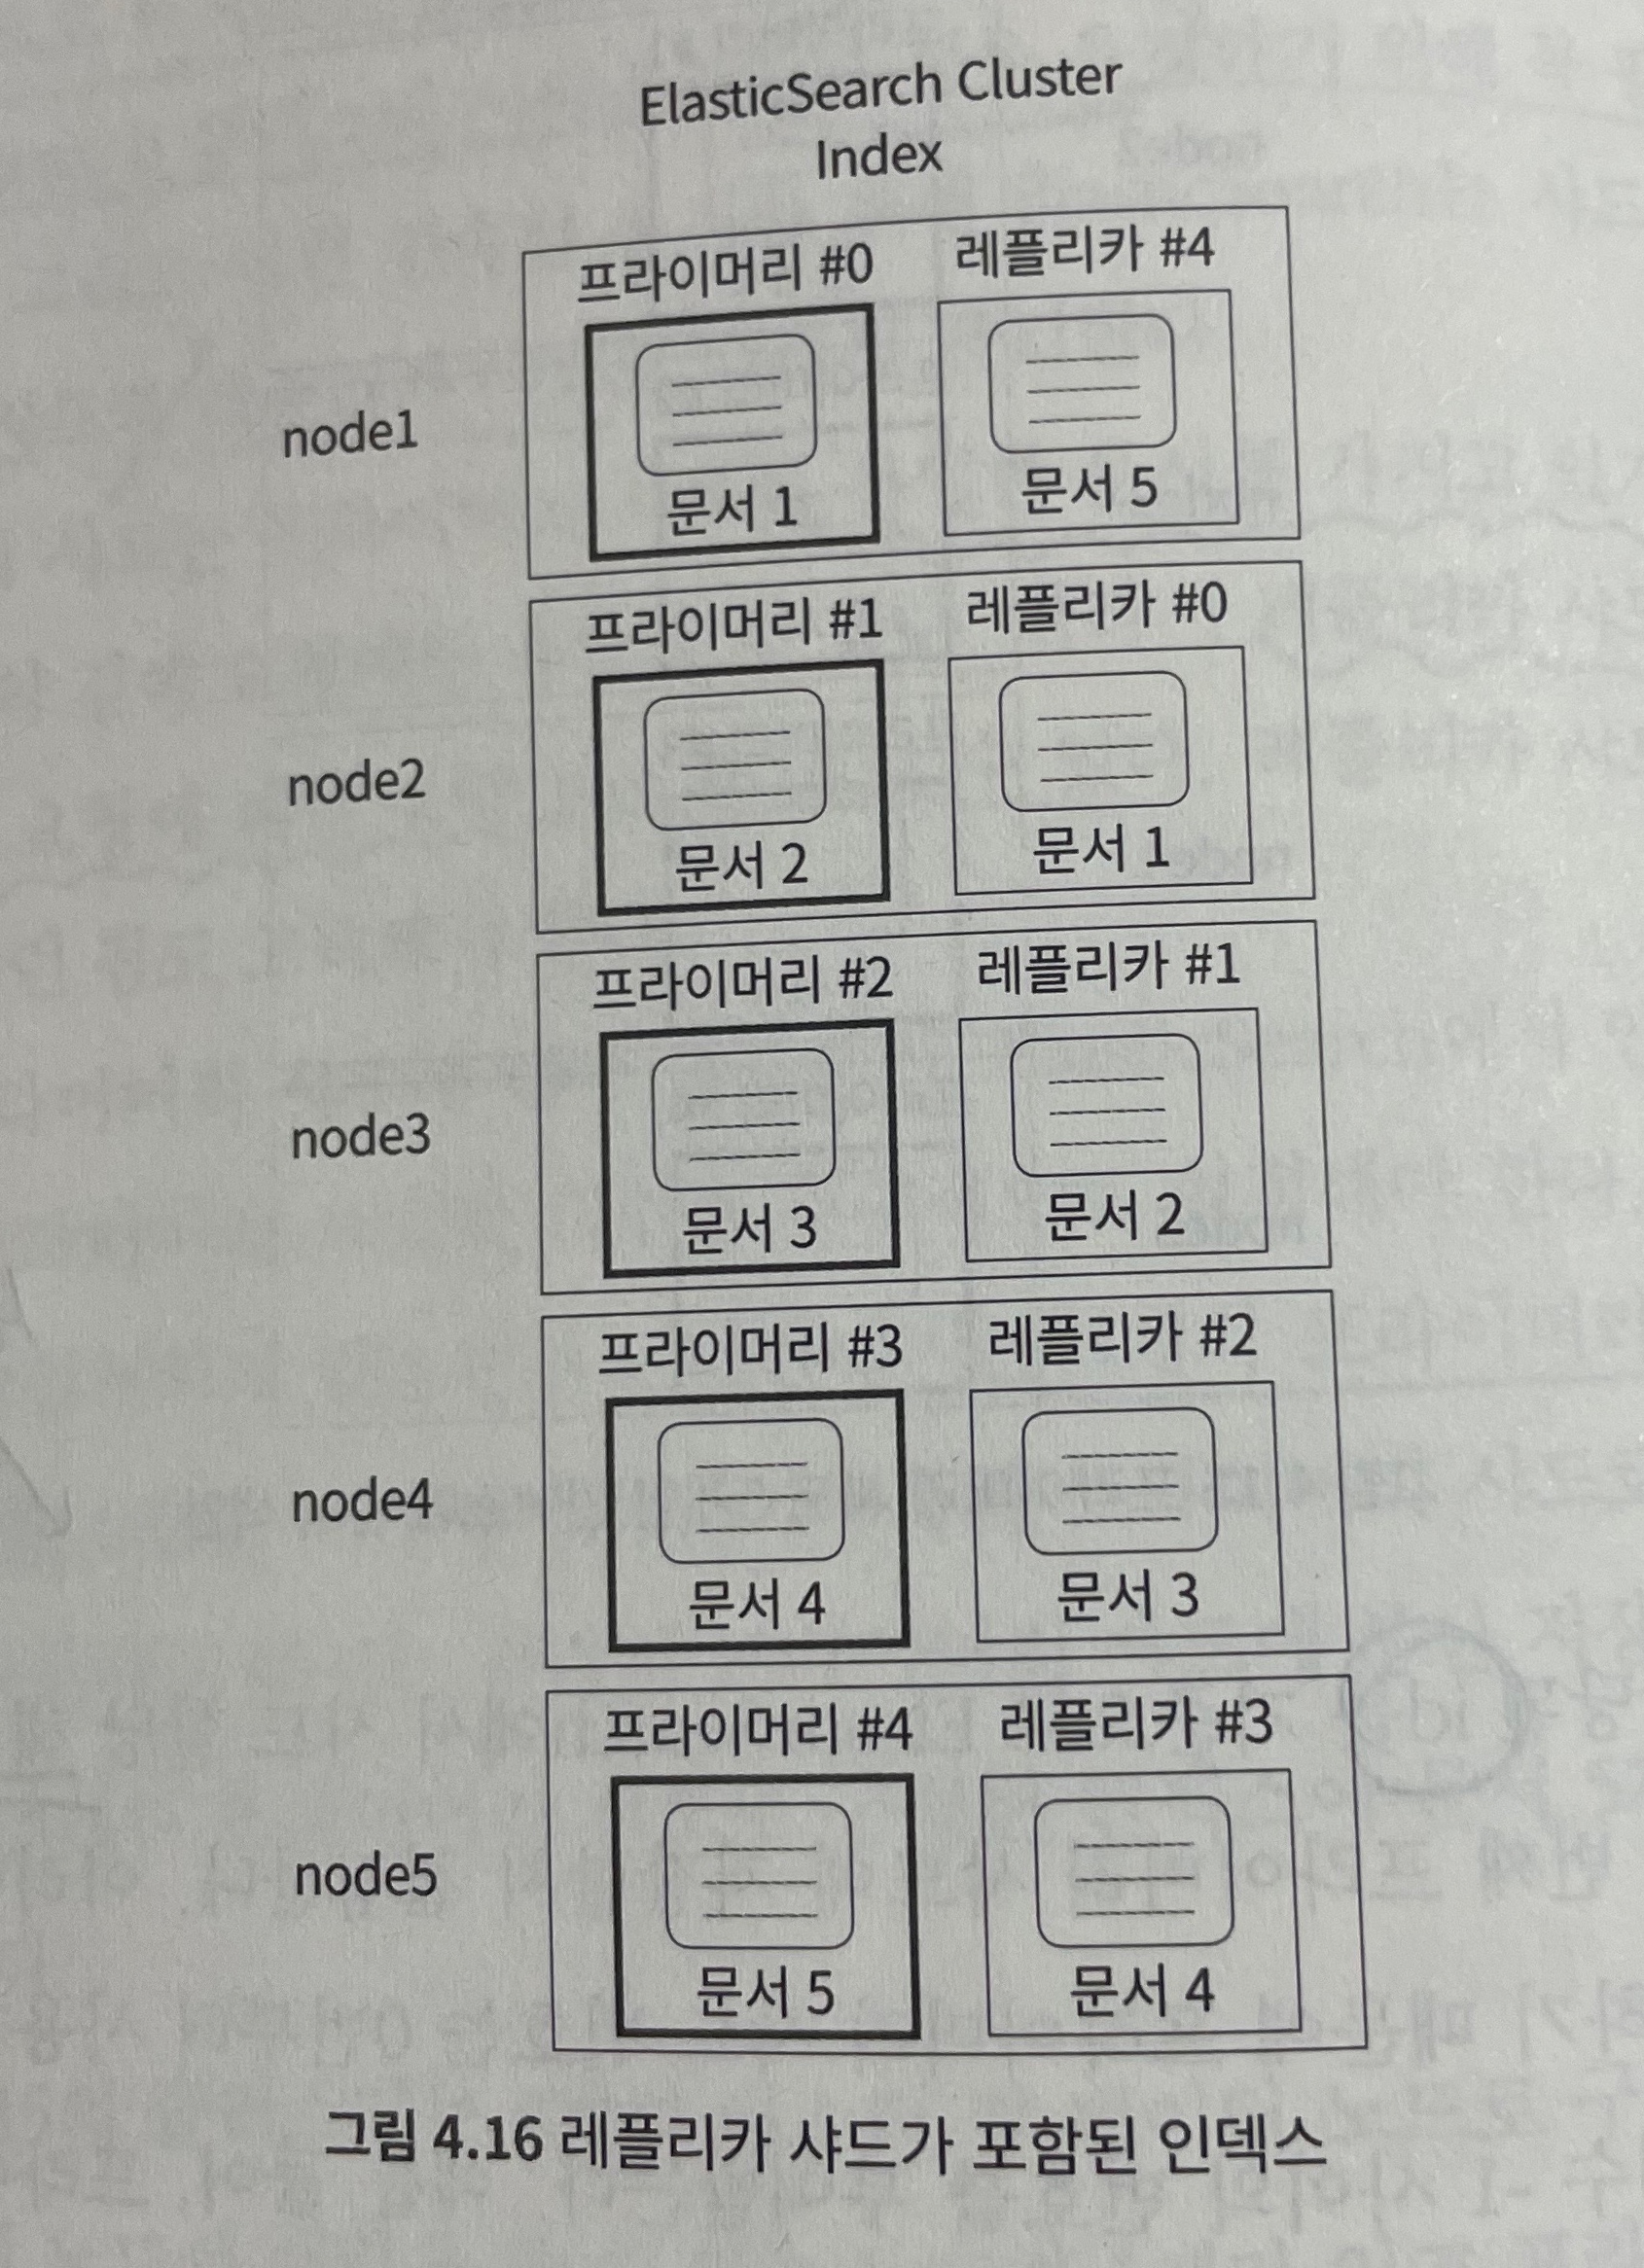 ElasticSearch Cluster
Index
프라이머리 #0 레플리카 #4
node1
문서 1 문서 5
프라이머리 #1 레플리카 #0
node2
문서 2 문서 1
프라이머리 #2 레플리카 #1
node3
문서 3 문서 2
프라이머리 #3 레플리카 #2
node4
문서 4 문서 3
프라이머리 #4 레플리카 #3
node5
문서 5 문서 4
그림 4.16 레플리카 샤드가 포함된 인덱스